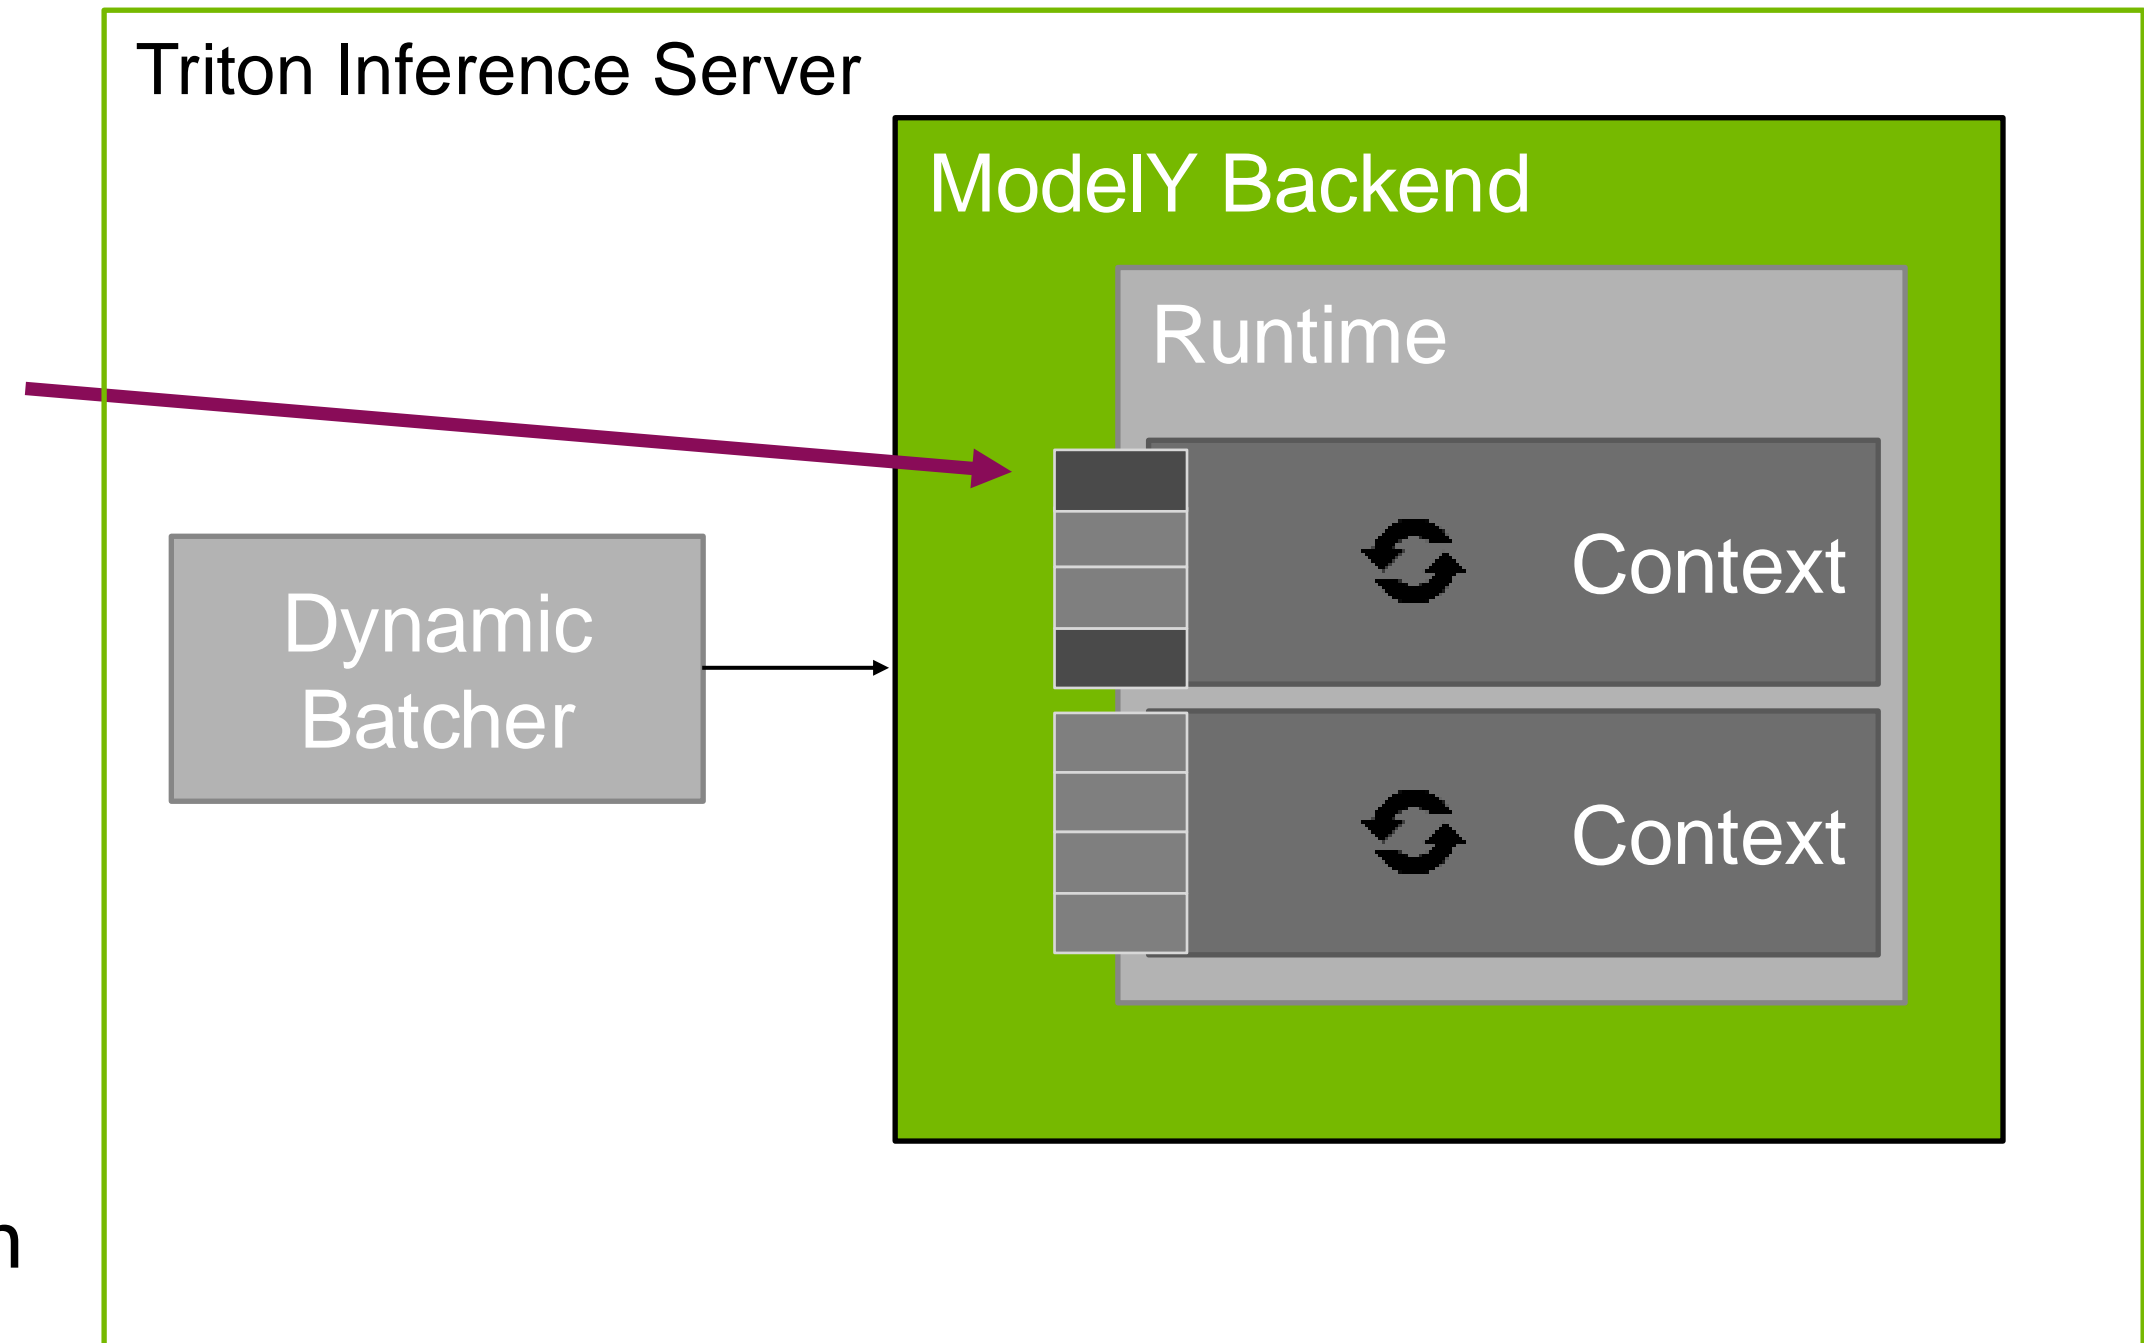 Triton Inference Server
ModelY Backend
Runtime
Context
Dynamic
Batcher
Context